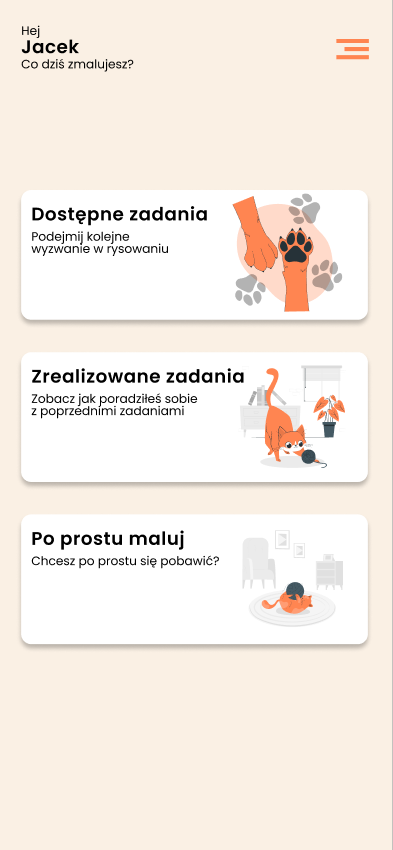 Hej
Jacek
Co dziś zmalujesz?
Dostępne zadania
Podejmij kolejne
wyzwanie w rysowaniu
Zrealizowane zadania
Zobacz jak poradziłeś sobie
z poprzednimi zadaniami
Po prostu maluj
Chcesz po prostu się pobawić?